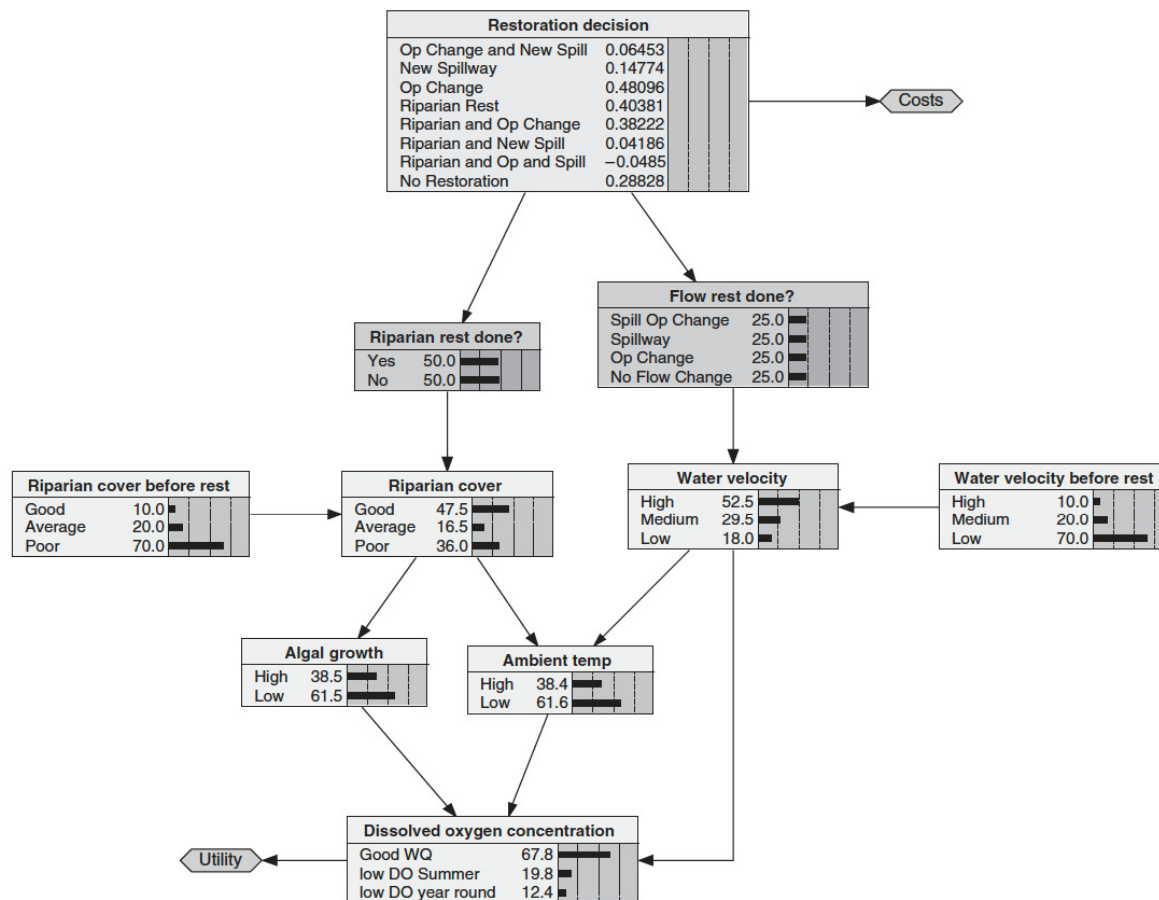 Restoration decision
Op Change and New Spill 0.06453
New Spillway 0.14774
Op Change 0.48096
Riparian Rest 0.40381
Riparian and Op Change 0.38222
Riparian and New Spill 0.04186
Riparian and Op and Spill −0.0485
No Restoration 0.28828
Costs
Riparian rest done?
Yes 50.0
No 50.0
Flow rest done?
Spill Op Change 25.0
Spillway 25.0
Op Change 25.0
No Flow Change 25.0
Riparian cover before rest
Good 10.0
Average 20.0
Poor 70.0
Riparian cover
Good 47.5
Average 16.5
Poor 36.0
Water velocity
High 52.5
Medium 29.5
Low 18.0
Water velocity before rest
High 10.0
Medium 20.0
Low 70.0
Algal growth
High 38.5
Low 61.5
Ambient temp
High 38.4
Low 61.6
Dissolved oxygen concentration
Good WQ 67.8
low DO Summer 19.8
low DO year round 12.4
Utility